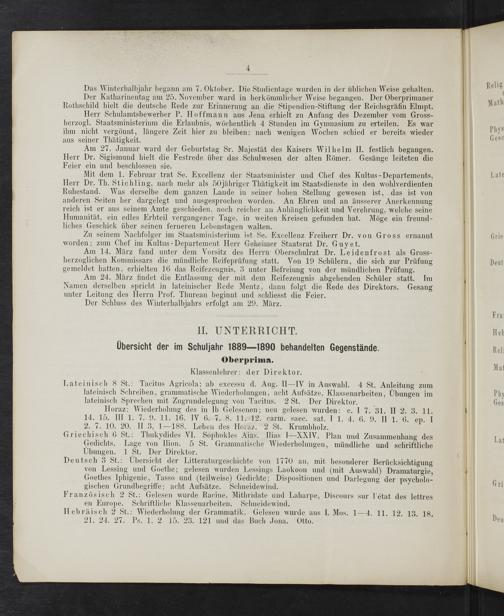 4
Das Winterhalbjahr begann am 7. Oktober. Die Studientage wurden in der üblichen Weise gehalten.
Der Katharinentag am 25. November ward in herkömmlicher Weise begangen. Der Oberprimaner
Rothschild hielt die deutsche Rede zur Erinnerung an die Stipendien-Stiftung der Reichsgräfin Elnpt.
Herr Schulamtsbewerber P. Hoffmann aus Jena erhielt zu Anfang des Dezember vom Gross-
herzogl. Staatsministerium die Erlaubnis, wöchentlich 4 Stunden im Gymnasium zu erteilen. Es war
ihm nicht vergönnt, längere Zeit hier zu bleiben; nach wenigen Wochen schied er bereits wieder
aus seiner Thätigkeit.
Am 27. Januar ward der Geburtstag Sr. Majestät des Kaisers Wilhelm II. festlich begangen.
Herr Dr. Sigismund hielt die Festrede über das Schulwesen der alten Römer. Gesänge leiteten die
Feier ein und beschlossen sie.
Mit dem 1. Februar trat Se. Excellenz der Staatsminister und Chef des Kultus-Departements,
Herr Dr. Th. Stichling, nach mehr als 50jähriger Thätigkeit im Staatsdienste in den wohlverdienten
Ruhestand. Was derselbe dem ganzen Lande in seiner hohen Stellung gewesen ist, das ist von
anderen Seiten her dargelegt und ausgesprochen worden. An Ehren und an äusserer Anerkennung
reich ist er aus seinem Amte geschieden, noch reicher an Anhänglichkeit und Verehrung, welche seine
Humanität, ein edles Erbteil vergangener Tage, in weiten Kreisen gefunden hat. Möge ein freund-
liches Geschick über seinen ferneren Lebenstagen walten.
Zu seinem Nachfolger im Staatsministerium ist Se. Excellenz Freiherr Dr. von Gross ernannt
worden; zum Chef im Kultus-Departement Herr Geheimer Staatsrat Dr. Guyet.
Am 14. März fand unter dem Vorsitz des Herrn Oberschulrat Dr. Leidenfrost als Gross-
herzoglichen Kommissars die mündliche Reifeprüfung statt. Von 19 Schülern, die sich zur Prüfung
gemeldet hatten, erhielten 16 das Reifezeugnis, 3 unter Befreiung von der mündlichen Prüfung.
Am 24. März findet die Entlassung der mit dem Reifezeugnis abgehenden Schüler statt. Im
Namen derselben spricht in lateinischer Rede Mentz, dann folgt die Rede des Direktors. Gesang
unter Leitung des Herrn Prof. Thureau beginnt und schliesst die Feier.
Der Schluss des Winterhalbjahrs erfolgt am 29. März.
II. UNTERRICHT.
Übersicht der im Schuljahr 1889—1890 behandelten Gegenstände.
Oberprima.
Klassenlehrer: der Direktor.
Lateinisch 8 St.: Tacitus Agricola; ab excessu d. Aug. II—IV in Auswahl. 4 St. Anleitung zum
lateinischen Schreiben, grammatische Wiederholungen, acht Aufsätze, Klassenarbeiten, Übungen im
lateinischen Sprechen mit Zugrundelegung von Tacitus. 2 St. Der Direktor.
Horaz: Wiederholung des in Ib Gelesenen; neu gelesen wurden: c. I 7. 31. II 2. 3. 11.
14. 15. III 1. 7. 9. 11. 16. IV 6. 7. 8. 11.-12. carm. saec. sat. I 1. 4. 6. 9. II 1. 6. ep. I
2. 7. 10. 20. II 3, 1—188. Leben des Horaz. 2 St. Krumbholz.
Griechisch 6 St.: Thukydides VI. Sophokles Aias. Ilias I—XXIV. Plan und Zusammenhang des
Gedichts. Lage von Ilion. 5 St. Grammatische Wiederholungen, mündliche und schriftliche
Übungen. 1 St. Der Direktor.
Deutsch 3 St.: Übersicht der Litteraturgeschichte von 1770 an, mit besonderer Berücksichtigung
von Lessing und Goethe; gelesen wurden Lessings Laokoon und (mit Auswahl) Dramaturgie,
Goethes Iphigenie, Tasso und (teilweise) Gedichte; Dispositionen und Darlegung der psycholo-
gischen Grundbegriffe; acht Aufsätze. Schneidewind.
Französisch 2 St.: Gelesen wurde Racine, Mithridate und Laharpe, Discours sur l'état des lettres
en Europe. Schriftliche Klassenarbeiten. Schneidewind.
Hebräisch 2 St.: Wiederholung der Grammatik. Gelesen wurde aus I. Mos. 1—4. 11. 12. 13. 18.
21. 24. 27. Ps. 1. 2. 15. 23. 121 und das Buch Jona. Otto.